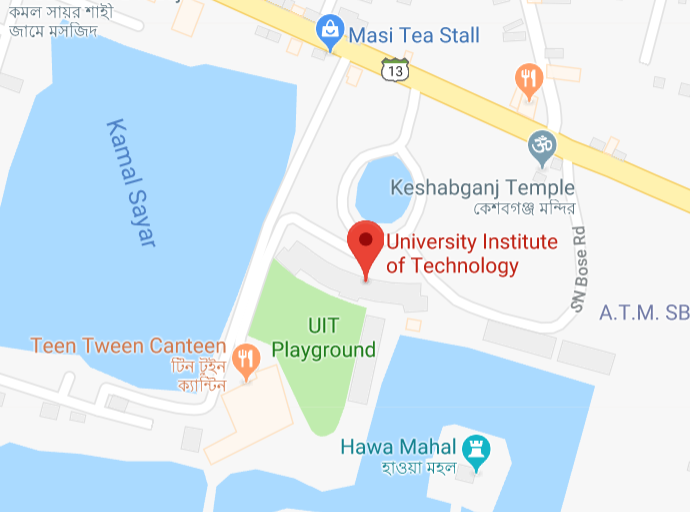 কমল সায়র শাহী
জামে মসজিদ
Masi Tea Stall
13
Kamal Sayar
Keshabganj Temple
কেশবগঞ্জ মন্দির
University Institute
of Technology
SN Bose Rd
A.T.M. SB
UIT
Playground
Teen Tween Canteen
টিন টুইন
ক্যান্টিন
Hawa Mahal
হাওয়া মহল